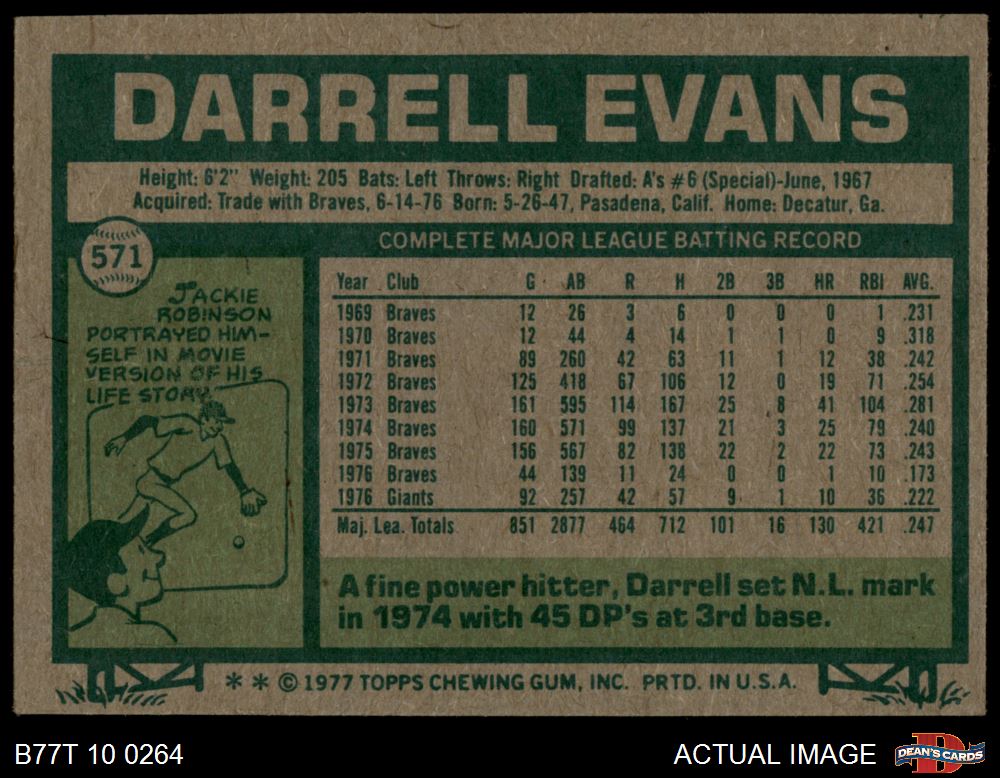 DARRELL EVANS
Height: 6'2" Weight: 205 Bats: Left Throws: Right Drafted: A's #6 (Special)-June, 1967
Acquired: Trade with Braves, 6-14-76 Born: 5-26-47, Pasadena, Calif. Home: Decatur, Ga.
571
JACKIE
ROBINSON
PORTRAYED HIM-
SELF IN MOVIE
VERSION OF HIS
LIFE STORY.
COMPLETE MAJOR LEAGUE BATTING RECORD
Year Club G AB R H 2B 3B HR RBI AVG.
1969 Braves 12 26 3 6 0 0 0 1 .231
1970 Braves 12 44 4 14 1 1 0 9 .318
1971 Braves 89 260 42 63 11 1 12 38 .242
1972 Braves 125 418 67 106 12 0 19 71 .254
1973 Braves 161 595 114 167 25 8 41 104 .281
1974 Braves 160 571 99 137 21 3 25 79 .240
1975 Braves 156 567 82 138 22 2 22 73 .243
1976 Braves 44 139 11 24 0 0 1 10 .173
1976 Giants 92 257 42 57 9 1 10 36 .222
Maj. Lea. Totals 851 2877 464 712 101 16 130 421 .247
A fine power hitter, Darrell set N.L. mark
in 1974 with 45 DP's at 3rd base.
* * © 1977 TOPPS CHEWING GUM, INC. PRTD. IN U.S.A.
B77T 10 0264
ACTUAL IMAGE
DEAN'S CARDS